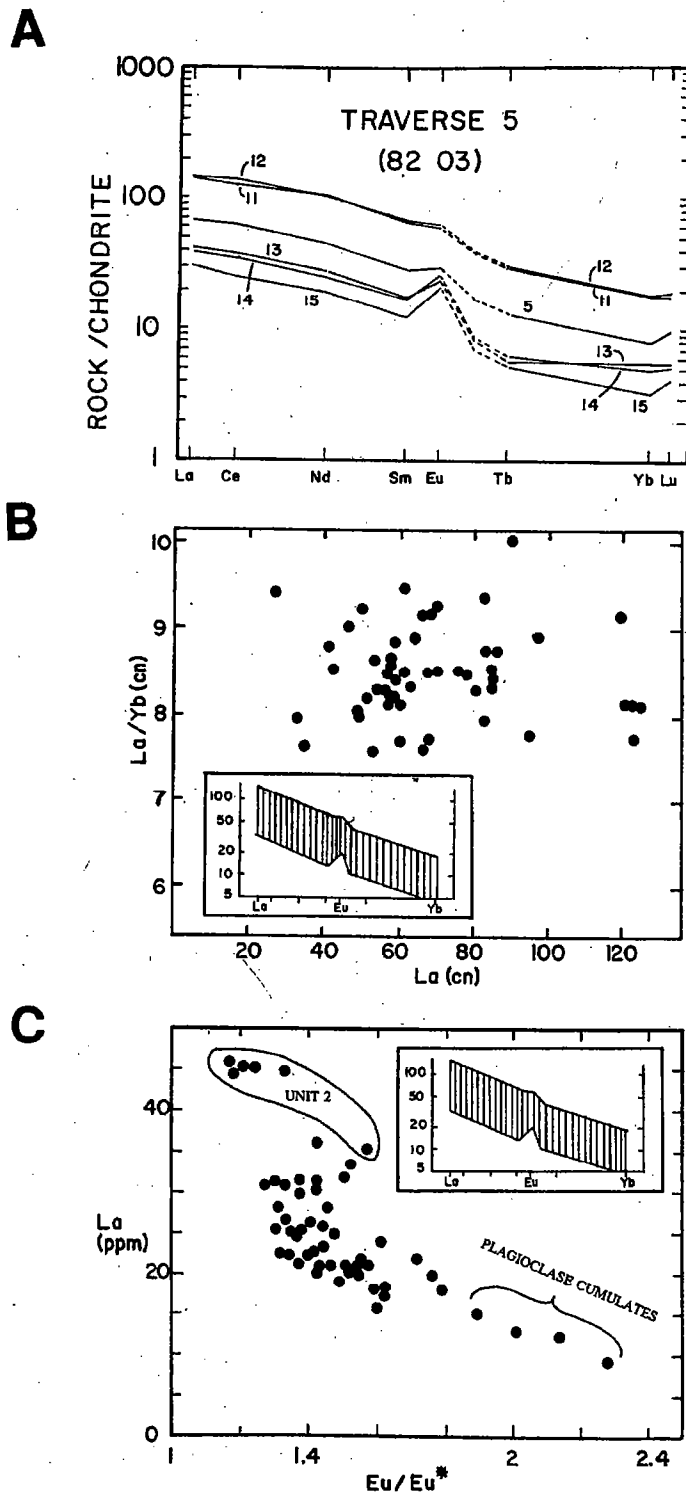 A
1000
100
10
1
ROCK / CHONDRITE
TRAVERSE 5
(82 03)
12
11
13
14
15
5
12
11
13
14
15
La Ce Nd Sm Eu Tb Yb Lu
B
10
9
8
7
6
La/Yb (cn)
100
50
20
10
5
La Eu Yb
20 40 60 80 100 120
La (cn)
C
40
20
0
La
(ppm)
UNIT 2
100
50
20
10
5
La Eu Yb
PLAGIOCLASE CUMULATES
1 1.4 2 2.4
Eu/Eu*